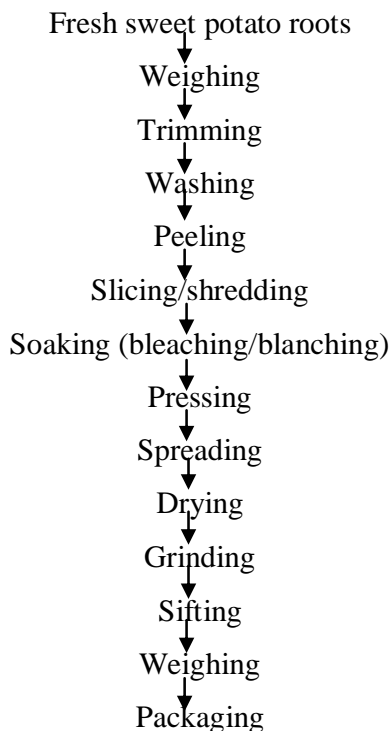 Fresh sweet potato roots
Weighing
Trimming
Washing
Peeling
Slicing/shredding
Soaking (bleaching/blanching)
Pressing
Spreading
Drying
Grinding
Sifting
Weighing
Packaging